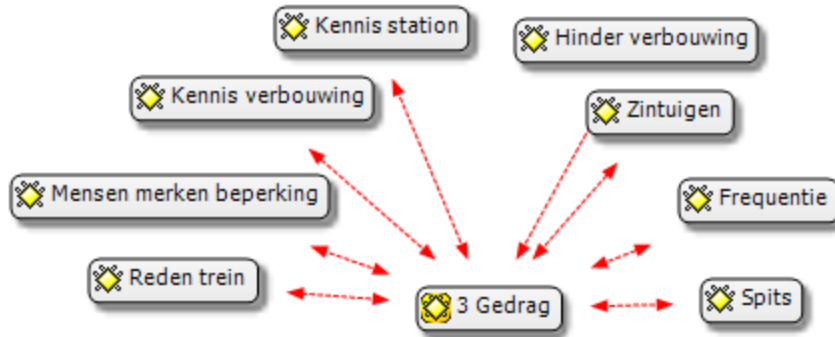 Kennis station
Hinder verbouwing
Kennis verbouwing
Zintuigen
Mensen merken beperking
Frequentie
Reden trein
3 Gedrag
Spits